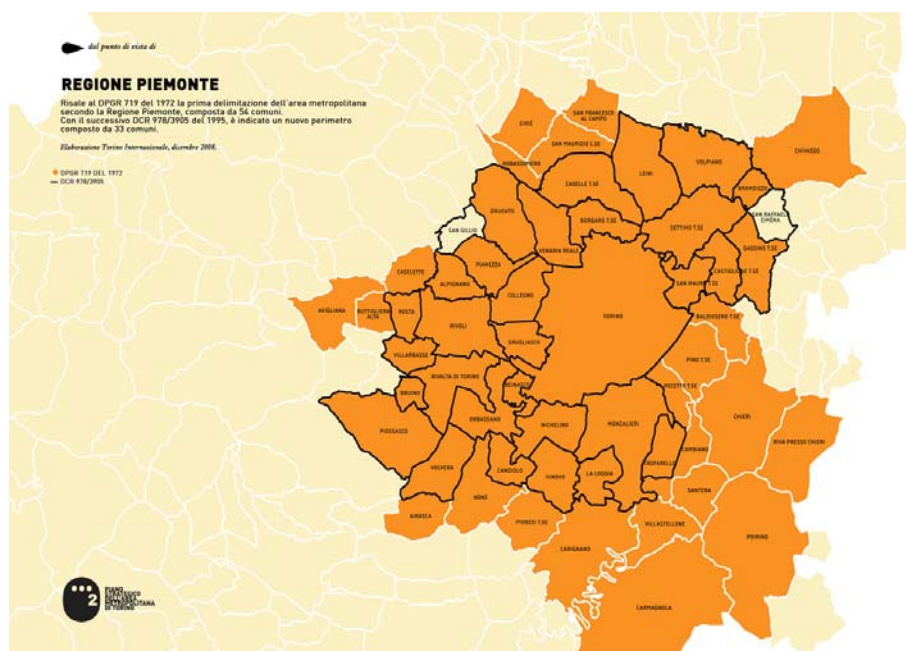 dal punto di vista di
REGIONE PIEMONTE
Risale al DPGR 719 del 1972 la prima delimitazione dell'area metropolitana
secondo la Regione Piemonte, composta da 54 comuni.
Con il successivo DCR 978/3905 del 1995, è indicato un nuovo perimetro
composto da 33 comuni.
Elaborazione Torino Internazionale, dicembre 2008.
DPGR 719 DEL 1972
DCR 978/3905
SAN FRANCESCO
AL CAMPO
CIRIÈ
SAN MAURIZIO C.SE
ROBASSOMERO
CHIVASSO
VOLPIANO
LEINÌ
CASELLE T.SE
BRANDIZZO
SAN RAFFAELE
CIMENA
DRUENTO
BORGARO T.SE
SETTIMO T.SE
SAN GILLIO
VENARIA REALE
GASSINO T.SE
PIANEZZA
CASELETTE
CASTIGLIONE T.SE
ALPIGNANO
SAN MAURO T.SE
COLLEGNO
AVIGLIANA
BUTTIGLIERA
ALTA
ROSTA
TORINO
BALDISSERO T.SE
RIVOLI
GRUGLIASCO
VILLARBASSE
PINO T.SE
RIVALTA DI TORINO
BEINASCO
PECETTO T.SE
BRUINO
CHIERI
ORBASSANO
NICHELINO
MONCALIERI
PIOSSASCO
RIVA PRESSO CHIERI
CAMBIANO
TROFARELLO
VOLVERA
CANDIOLO
VINOVO
LA LOGGIA
SANTENA
NONE
AIRASCA
PIOBESI T.SE
VILLASTELLONE
POIRINO
CARIGNANO
CARMAGNOLA
2
PIANO
STRATEGICO
DELL'AREA
METROPOLITANA
DI TORINO